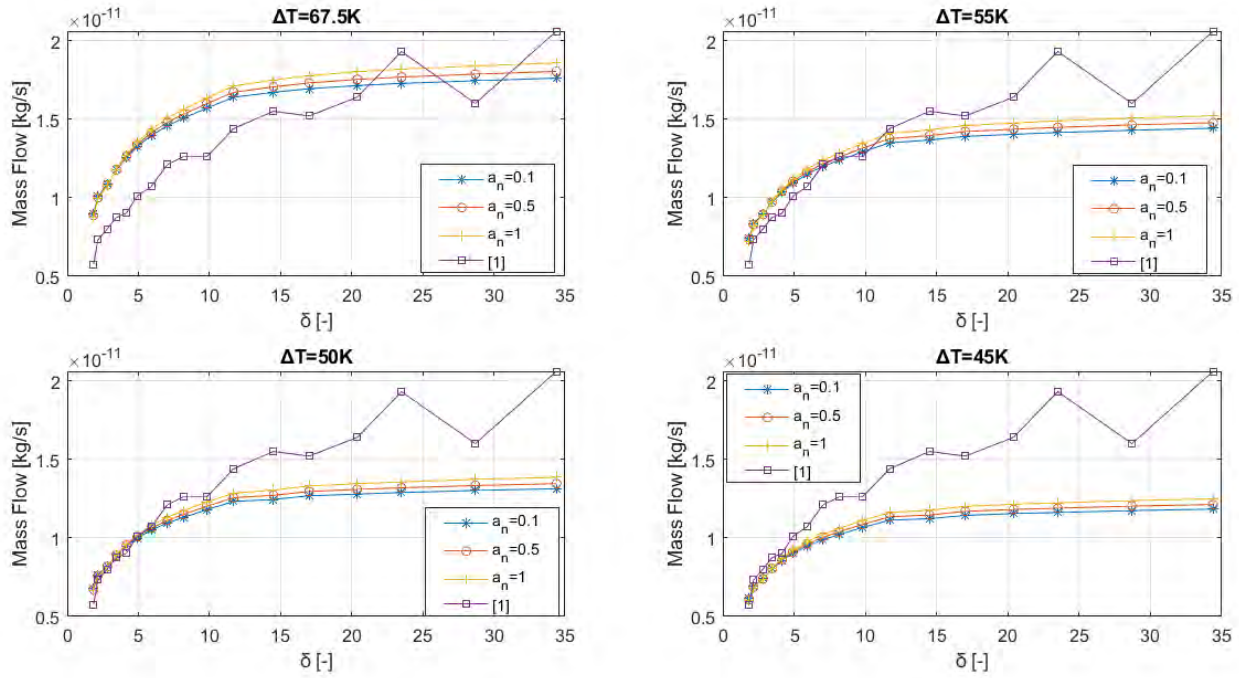 ×10⁻¹¹
ΔT=67.5K
2
1.5
1
0.5
Mass Flow [kg/s]
0 5 10 15 20 25 30 35
δ [-]
aₙ=0.1
aₙ=0.5
aₙ=1
[1]
×10⁻¹¹
ΔT=55K
2
1.5
1
0.5
Mass Flow [kg/s]
0 5 10 15 20 25 30 35
δ [-]
aₙ=0.1
aₙ=0.5
aₙ=1
[1]
×10⁻¹¹
ΔT=50K
2
1.5
1
0.5
Mass Flow [kg/s]
0 5 10 15 20 25 30 35
δ [-]
aₙ=0.1
aₙ=0.5
aₙ=1
[1]
×10⁻¹¹
ΔT=45K
2
1.5
1
0.5
Mass Flow [kg/s]
0 5 10 15 20 25 30 35
δ [-]
aₙ=0.1
aₙ=0.5
aₙ=1
[1]